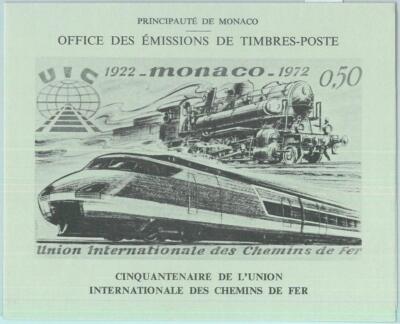 PRINCIPAUTÉ DE MONACO
OFFICE DES ÉMISSIONS DE TIMBRES-POSTE
UIC
1922 - monaco - 1972
0,50
Union Internationale des Chemins de Fer
CINQUANTENAIRE DE L'UNION
INTERNATIONALE DES CHEMINS DE FER